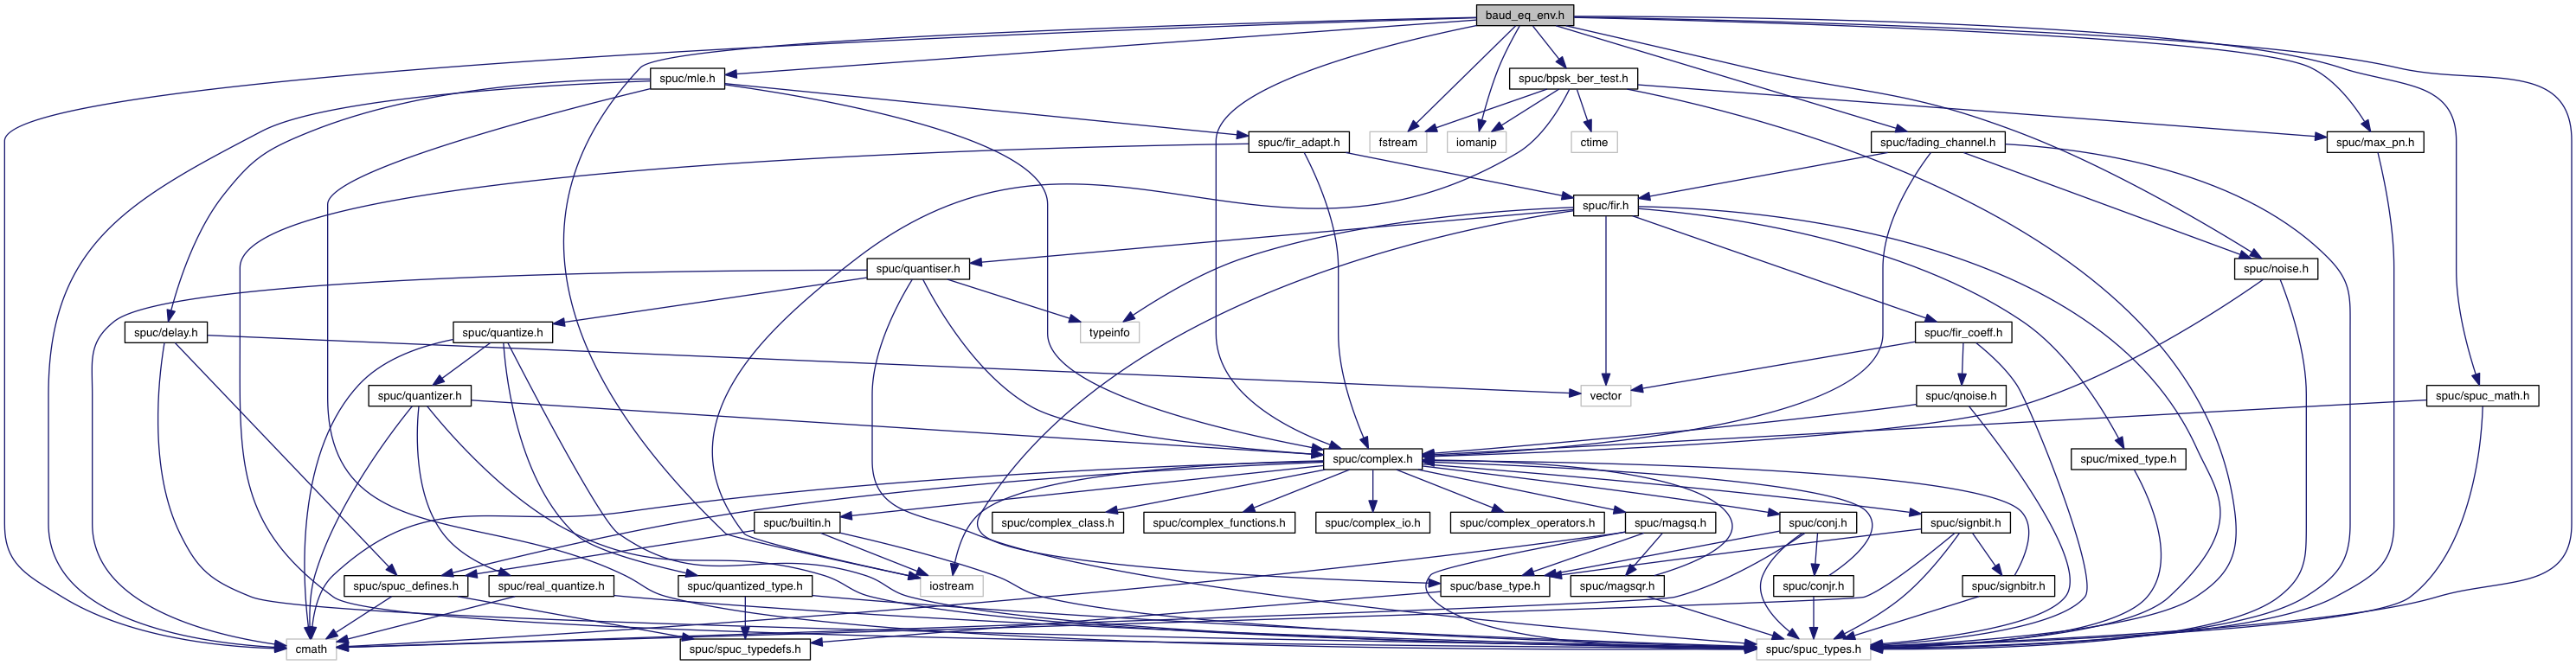 baud_eq_env.h
spuc/mle.h
spuc/bpsk_ber_test.h
spuc/fir_adapt.h
fstream
iomanip
ctime
spuc/fading_channel.h
spuc/max_pn.h
spuc/fir.h
spuc/quantiser.h
spuc/noise.h
spuc/delay.h
spuc/quantize.h
typeinfo
spuc/fir_coeff.h
spuc/quantizer.h
vector
spuc/qnoise.h
spuc/spuc_math.h
spuc/complex.h
spuc/mixed_type.h
spuc/builtin.h
spuc/complex_class.h
spuc/complex_functions.h
spuc/complex_io.h
spuc/complex_operators.h
spuc/magsq.h
spuc/conj.h
spuc/signbit.h
spuc/spuc_defines.h
spuc/real_quantize.h
spuc/quantized_type.h
iostream
spuc/base_type.h
spuc/magsqr.h
spuc/conjr.h
spuc/signbitr.h
cmath
spuc/spuc_typedefs.h
spuc/spuc_types.h